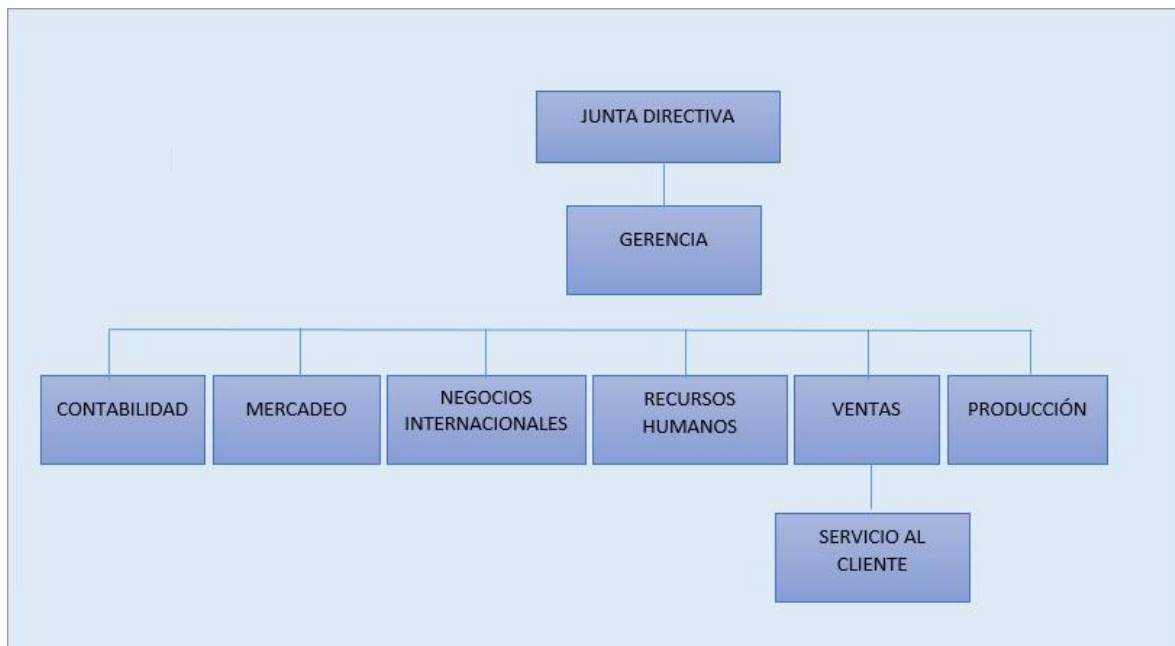 JUNTA DIRECTIVA
GERENCIA
CONTABILIDAD
MERCADEO
NEGOCIOS
INTERNACIONALES
RECURSOS
HUMANOS
VENTAS
PRODUCCIÓN
SERVICIO AL
CLIENTE